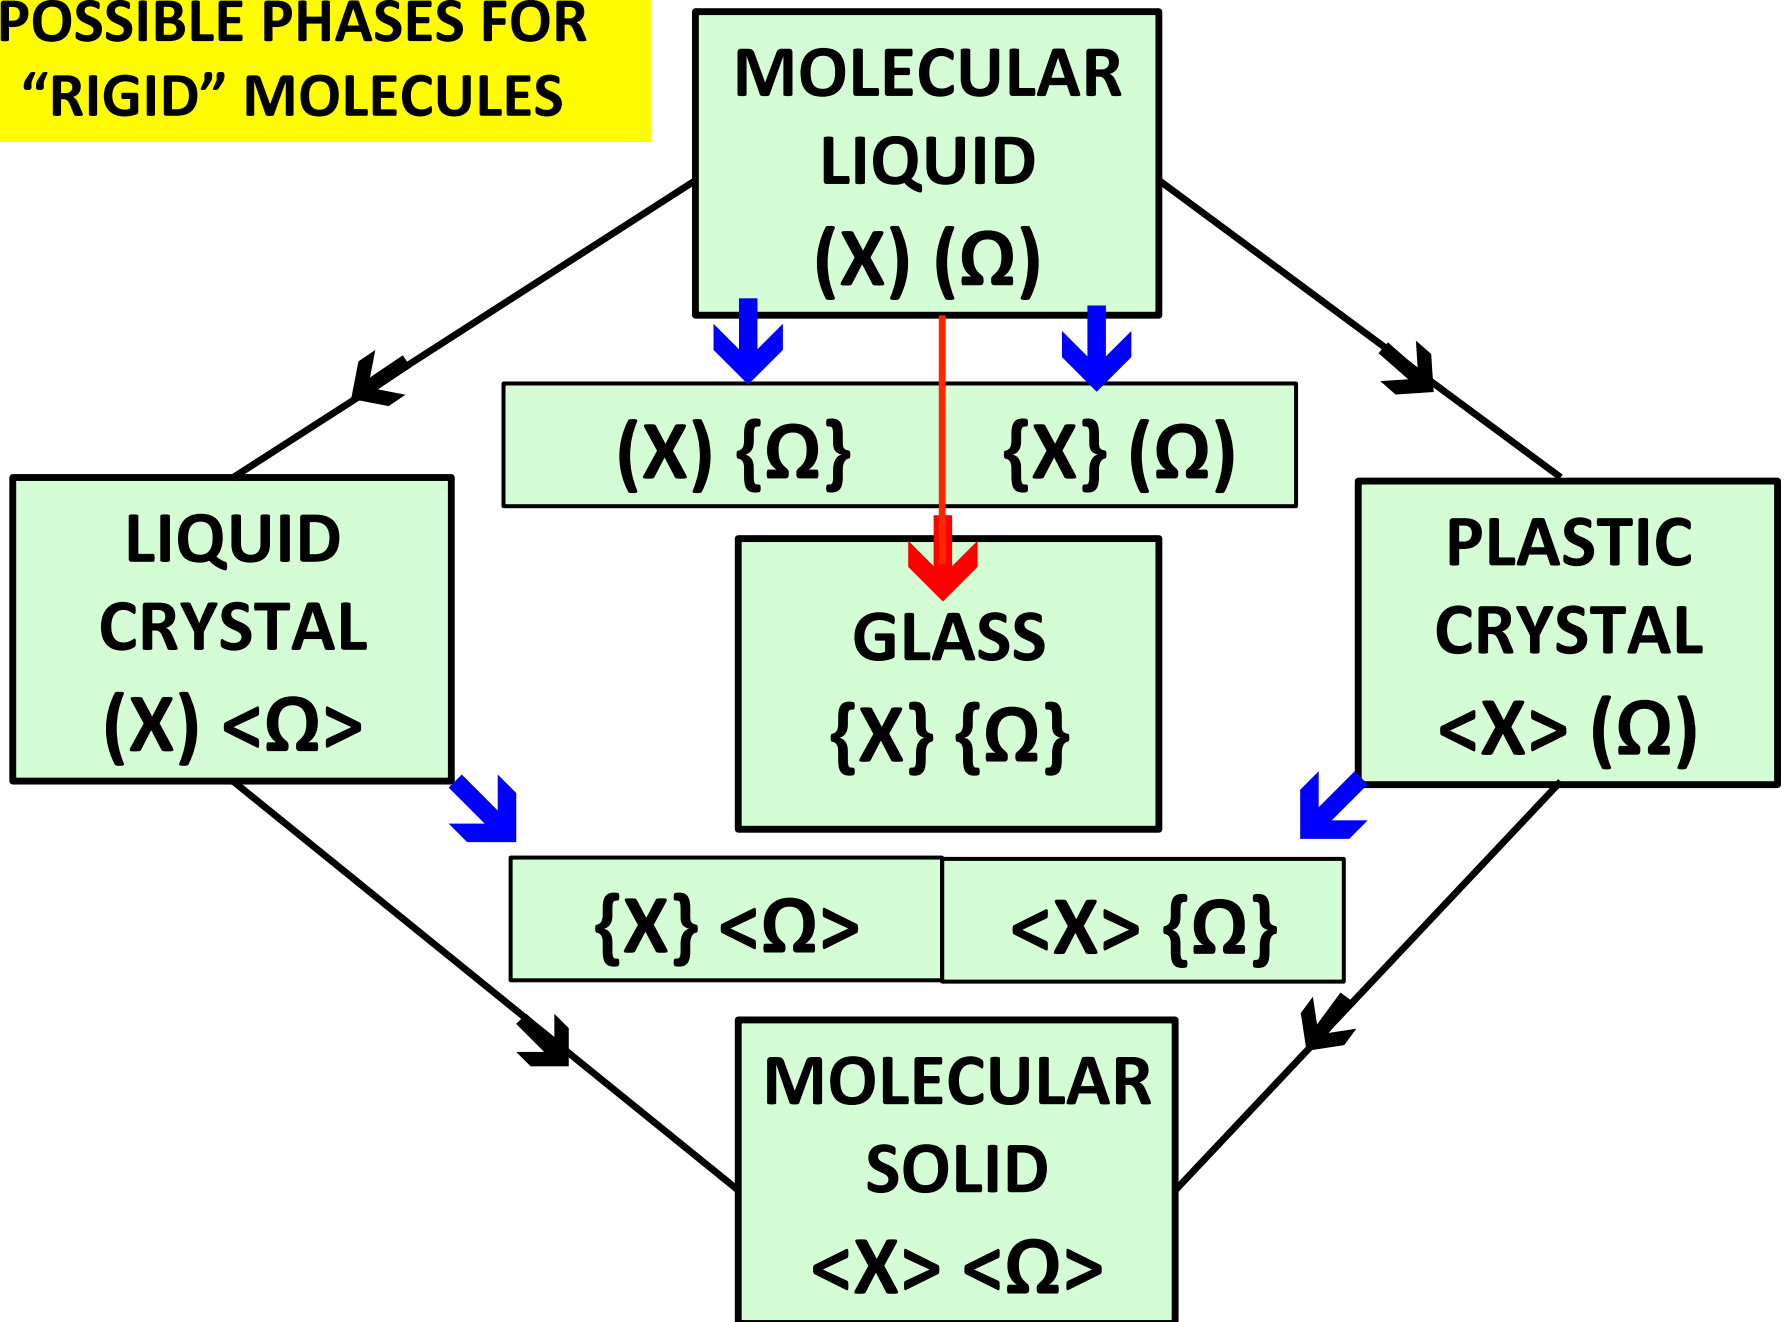 POSSIBLE PHASES FOR
“RIGID” MOLECULES
MOLECULAR
LIQUID
(X) (Ω)
(X) {Ω}
{X} (Ω)
LIQUID
CRYSTAL
(X) <Ω>
GLASS
{X} {Ω}
PLASTIC
CRYSTAL
<X> (Ω)
{X} <Ω>
<X> {Ω}
MOLECULAR
SOLID
<X> <Ω>